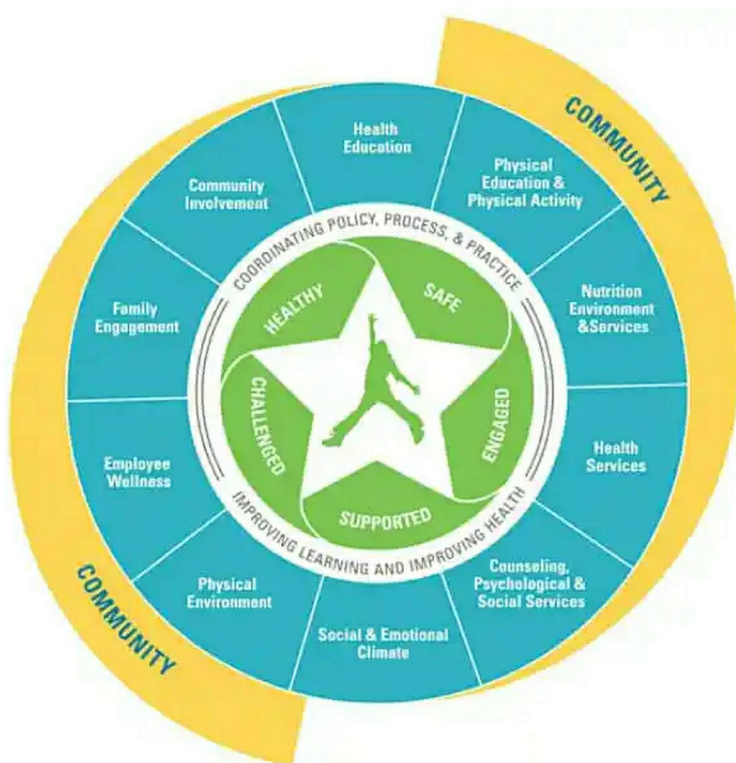 COMMUNITY
Health
Education
Physical
Education &
Physical Activity
Nutrition
Environment
&Services
Health
Services
Counseling,
Psychological &
Social Services
Social & Emotional
Climate
Physical
Environment
Employee
Wellness
Family
Engagement
Community
Involvement
COORDINATING POLICY, PROCESS, & PRACTICE
HEALTHY
SAFE
ENGAGED
SUPPORTED
CHALLENGED
IMPROVING LEARNING AND IMPROVING HEALTH
COMMUNITY